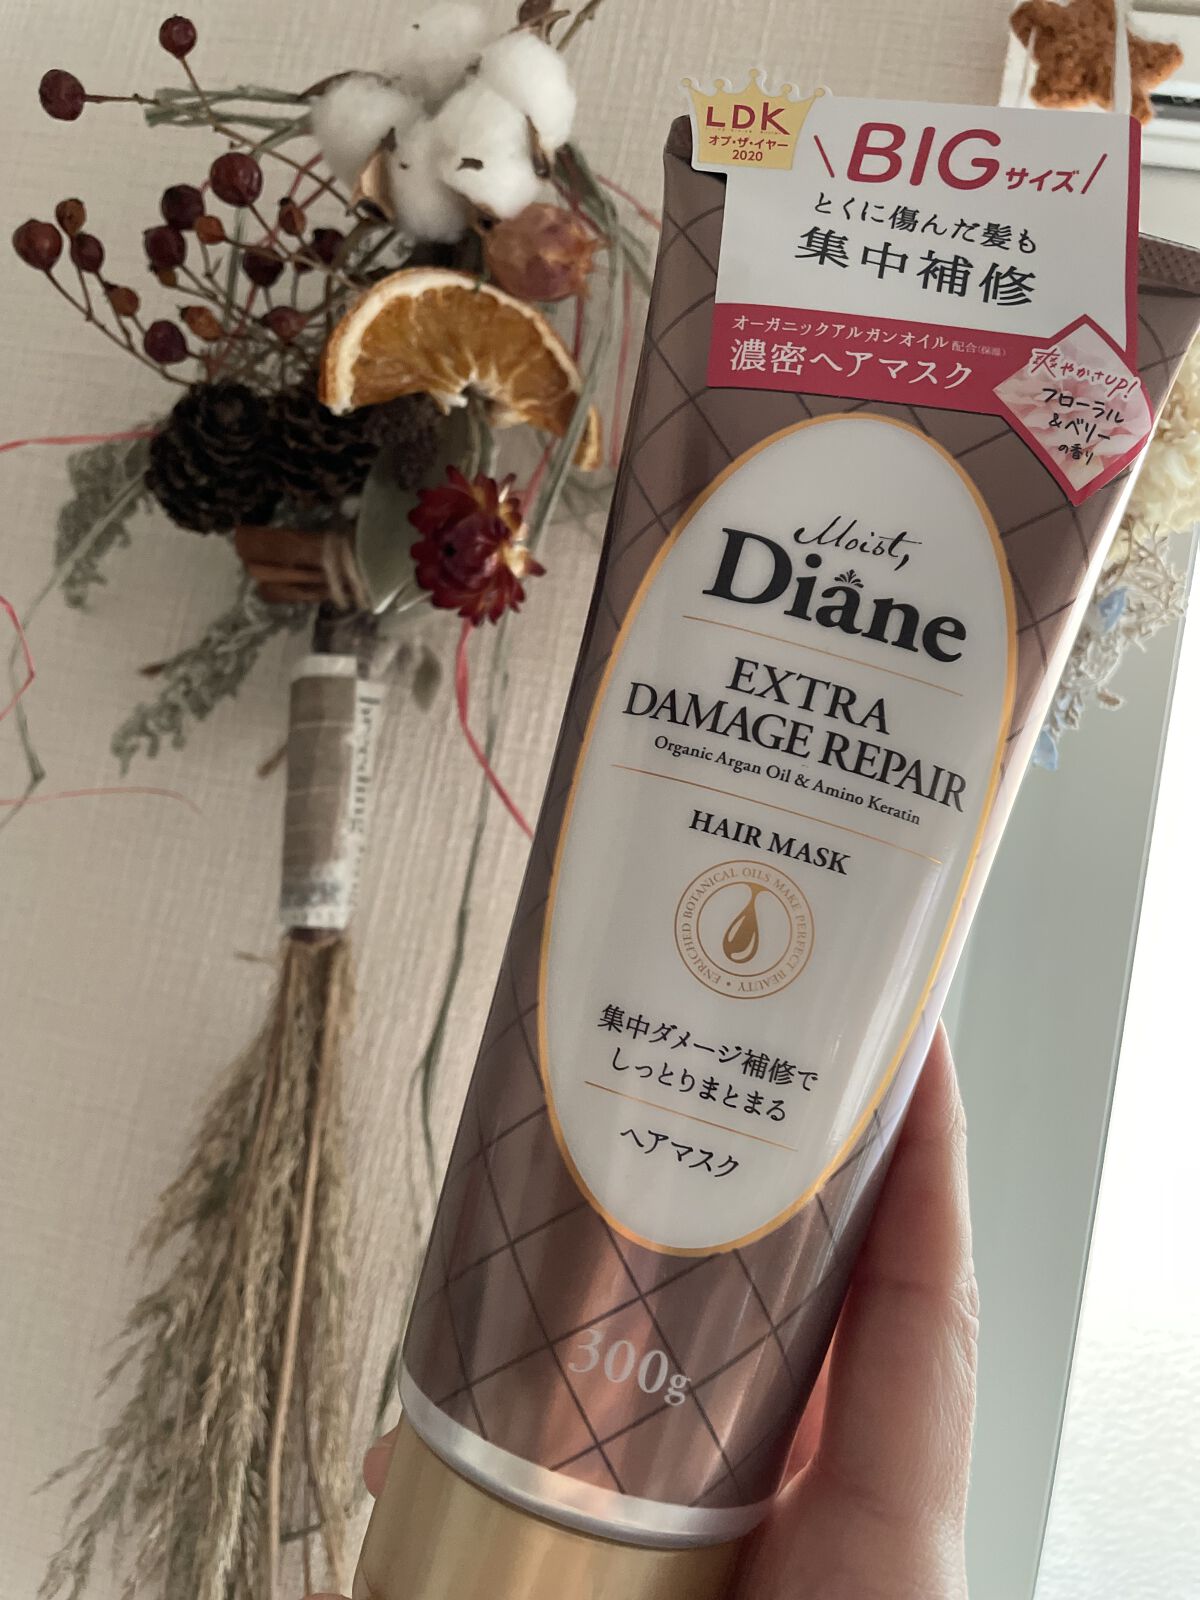 LDK
オブ・ザ・イヤー
2020
\BIGサイズ/
とくに傷んだ髪も
集中補修
オーガニックアルガンオイル配合(保湿)
濃密ヘアマスク
爽やかさUP!
フローラル
&ベリー
の香り
Moist,
Diane
EXTRA
DAMAGE REPAIR
Organic Argan Oil & Amino Keratin
HAIR MASK
ENRICHED BOTANICAL OILS MAKE PERFECT BEAUTY •
集中ダメージ補修で
しっとりまとまる
ヘアマスク
300g